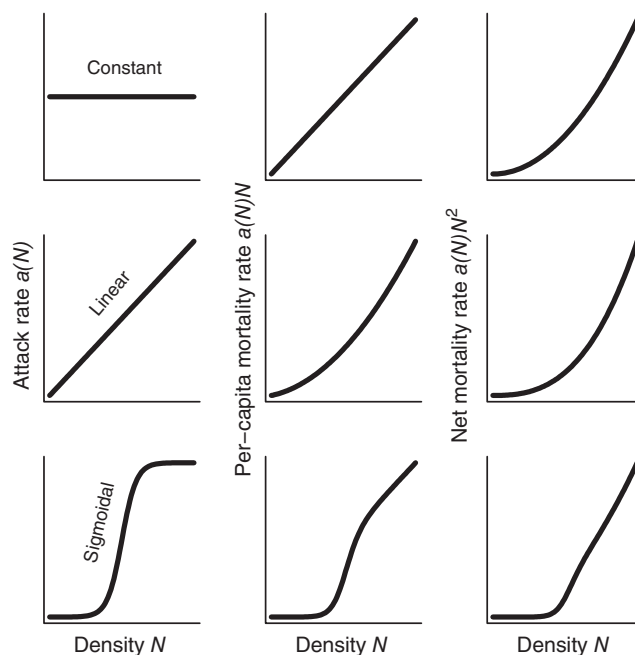 Constant
Attack rate a(N)
Linear
Per-capita mortality rate a(N)N
Net mortality rate a(N)N²
Sigmoidal
Density N
Density N
Density N